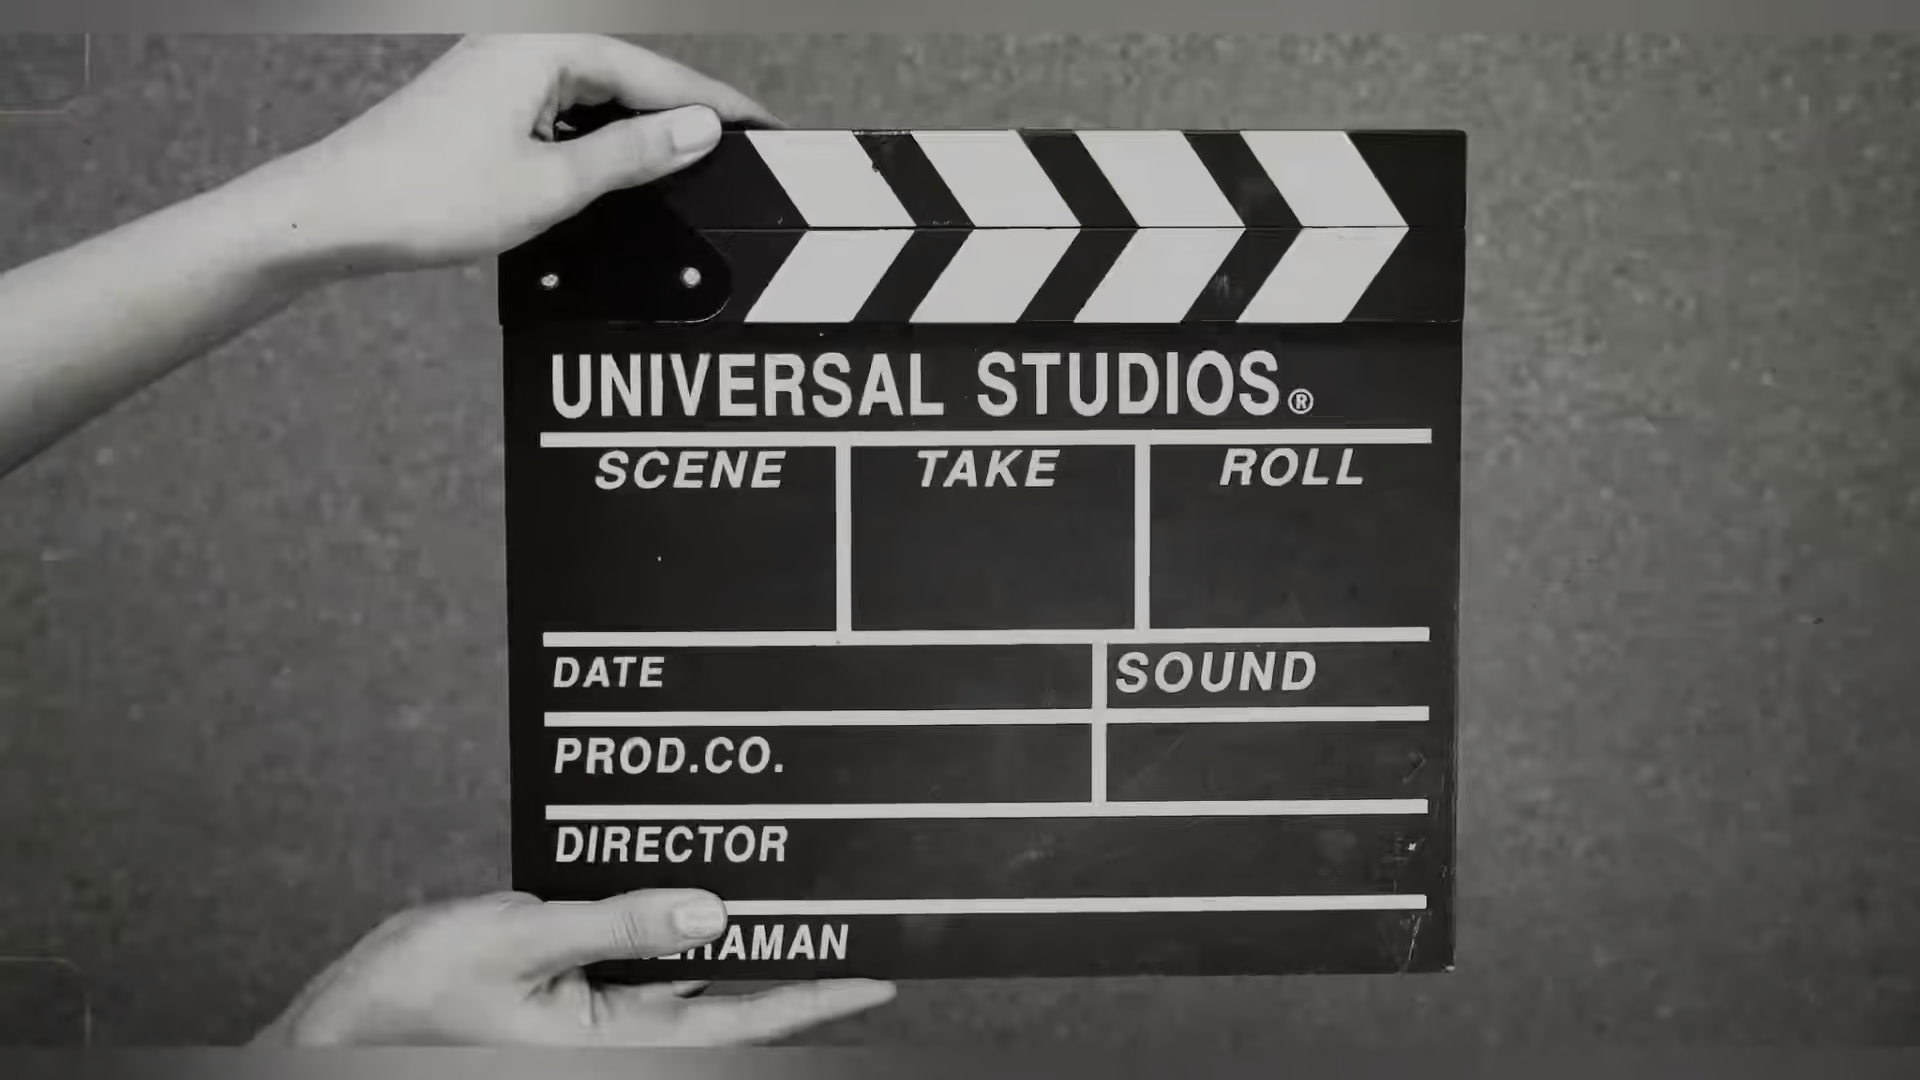 UNIVERSAL STUDIOS®
SCENE TAKE ROLL
DATE SOUND
PROD.CO.
DIRECTOR